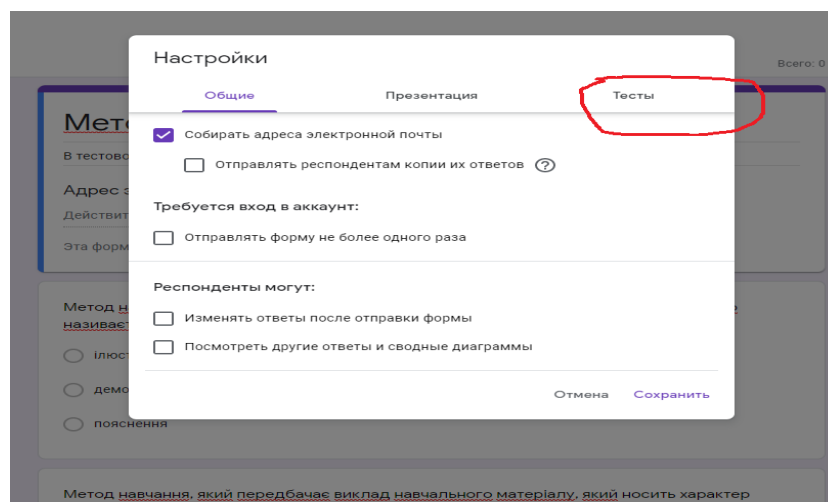 Настройки
Всего: 0
Общие Презентация Тесты
Мет
Собирать адреса электронной почты
В тестово
Отправлять респондентам копии их ответов ?
Адрес
Требуется вход в аккаунт:
Действит
Отправлять форму не более одного раза
Эта форм
Респонденты могут:
Метод н
Изменять ответы после отправки формы
називає
Посмотреть другие ответы и сводные диаграммы
ілюс
демо
Отмена Сохранить
пояснення
Метод навчання, який передбачає виклад навчального матеріалу, який носить характер